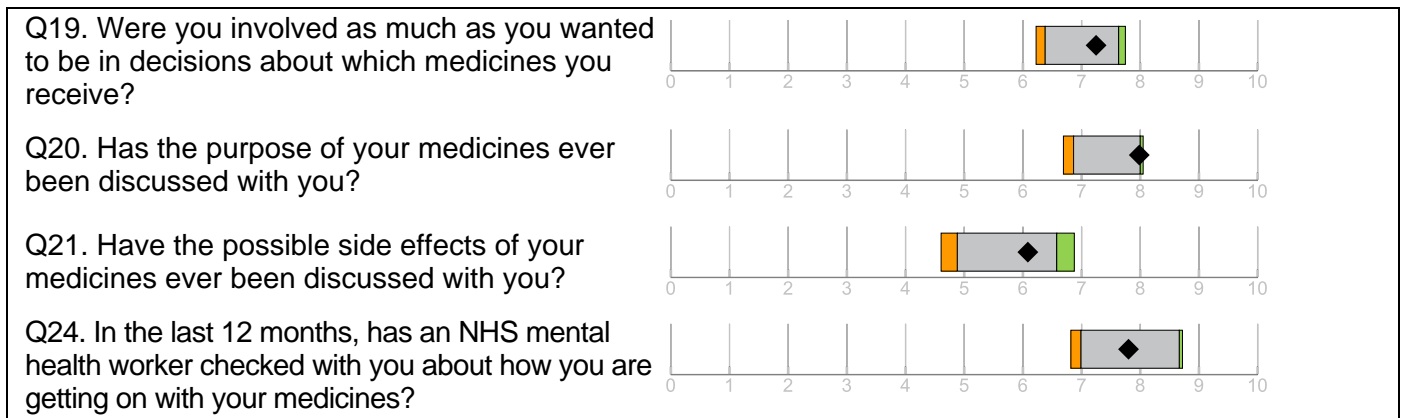 Q19. Were you involved as much as you wanted
to be in decisions about which medicines you
receive?
0 1 2 3 4 5 6 7 8 9 10
Q20. Has the purpose of your medicines ever
been discussed with you?
0 1 2 3 4 5 6 7 8 9 10
Q21. Have the possible side effects of your
medicines ever been discussed with you?
0 1 2 3 4 5 6 7 8 9 10
Q24. In the last 12 months, has an NHS mental
health worker checked with you about how you are
getting on with your medicines?
0 1 2 3 4 5 6 7 8 9 10